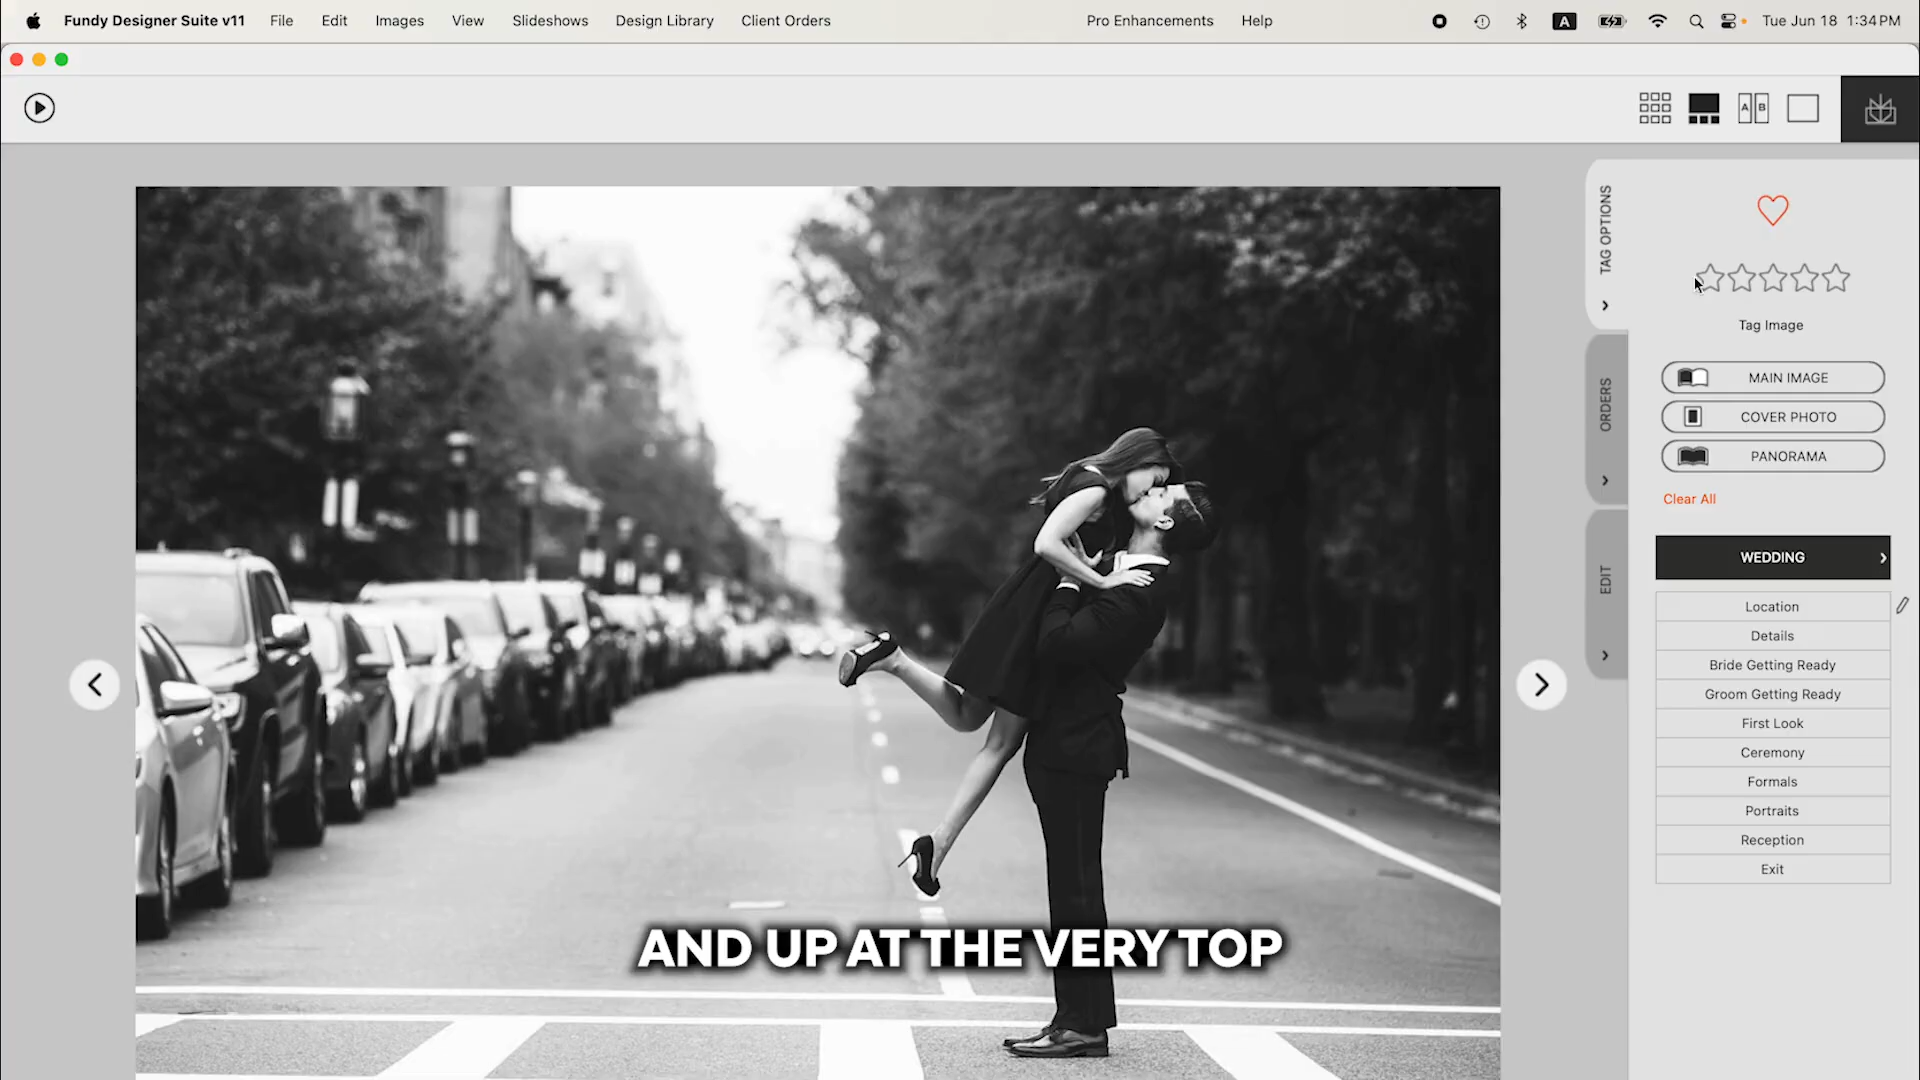 Fundy Designer Suite v11 File Edit Images View Slideshows Design Library Client Orders Pro Enhancements Help A Tue Jun 18 1:34 PM
A B
TAG OPTIONS
Tag Image
MAIN IMAGE
COVER PHOTO
PANORAMA
ORDERS
Clear All
WEDDING
EDIT
Location
Details
Bride Getting Ready
Groom Getting Ready
First Look
Ceremony
Formals
Portraits
Reception
Exit
AND UP AT THE VERY TOP